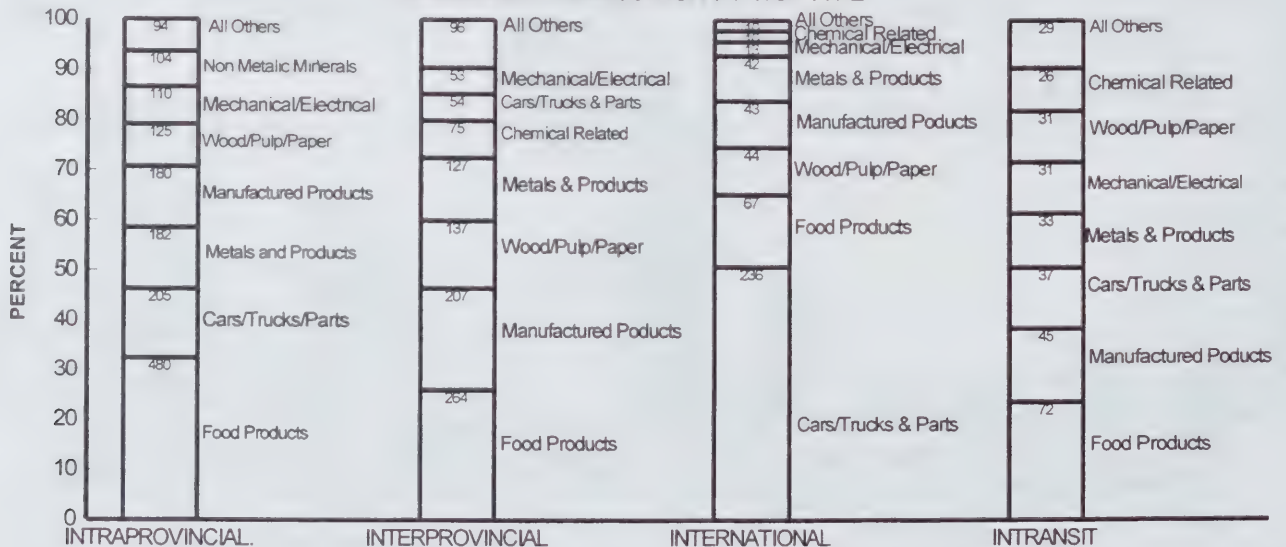 100
90
80
70
60
50
40
30
20
10
0
PERCENT
94 All Others
104 Non Metalic Minerals
110 Mechanical/Electrical
125 Wood/Pulp/Paper
180 Manufactured Products
182 Metals and Products
205 Cars/Trucks/Parts
480 Food Products
96 All Others
53 Mechanical/Electrical
54 Cars/Trucks & Parts
75 Chemical Related
127 Metals & Products
137 Wood/Pulp/Paper
207 Manufactured Poducts
264 Food Products
All Others
Chemical Related
Mechanical/Electrical
42 Metals & Products
43 Manufactured Poducts
44 Wood/Pulp/Paper
67 Food Products
236 Cars/Trucks & Parts
29 All Others
26 Chemical Related
31 Wood/Pulp/Paper
31 Mechanical/Electrical
33 Metals & Products
37 Cars/Trucks & Parts
45 Manufactured Poducts
72 Food Products
INTRAPROVINCIAL.
INTERPROVINCIAL
INTERNATIONAL
INTRANSIT